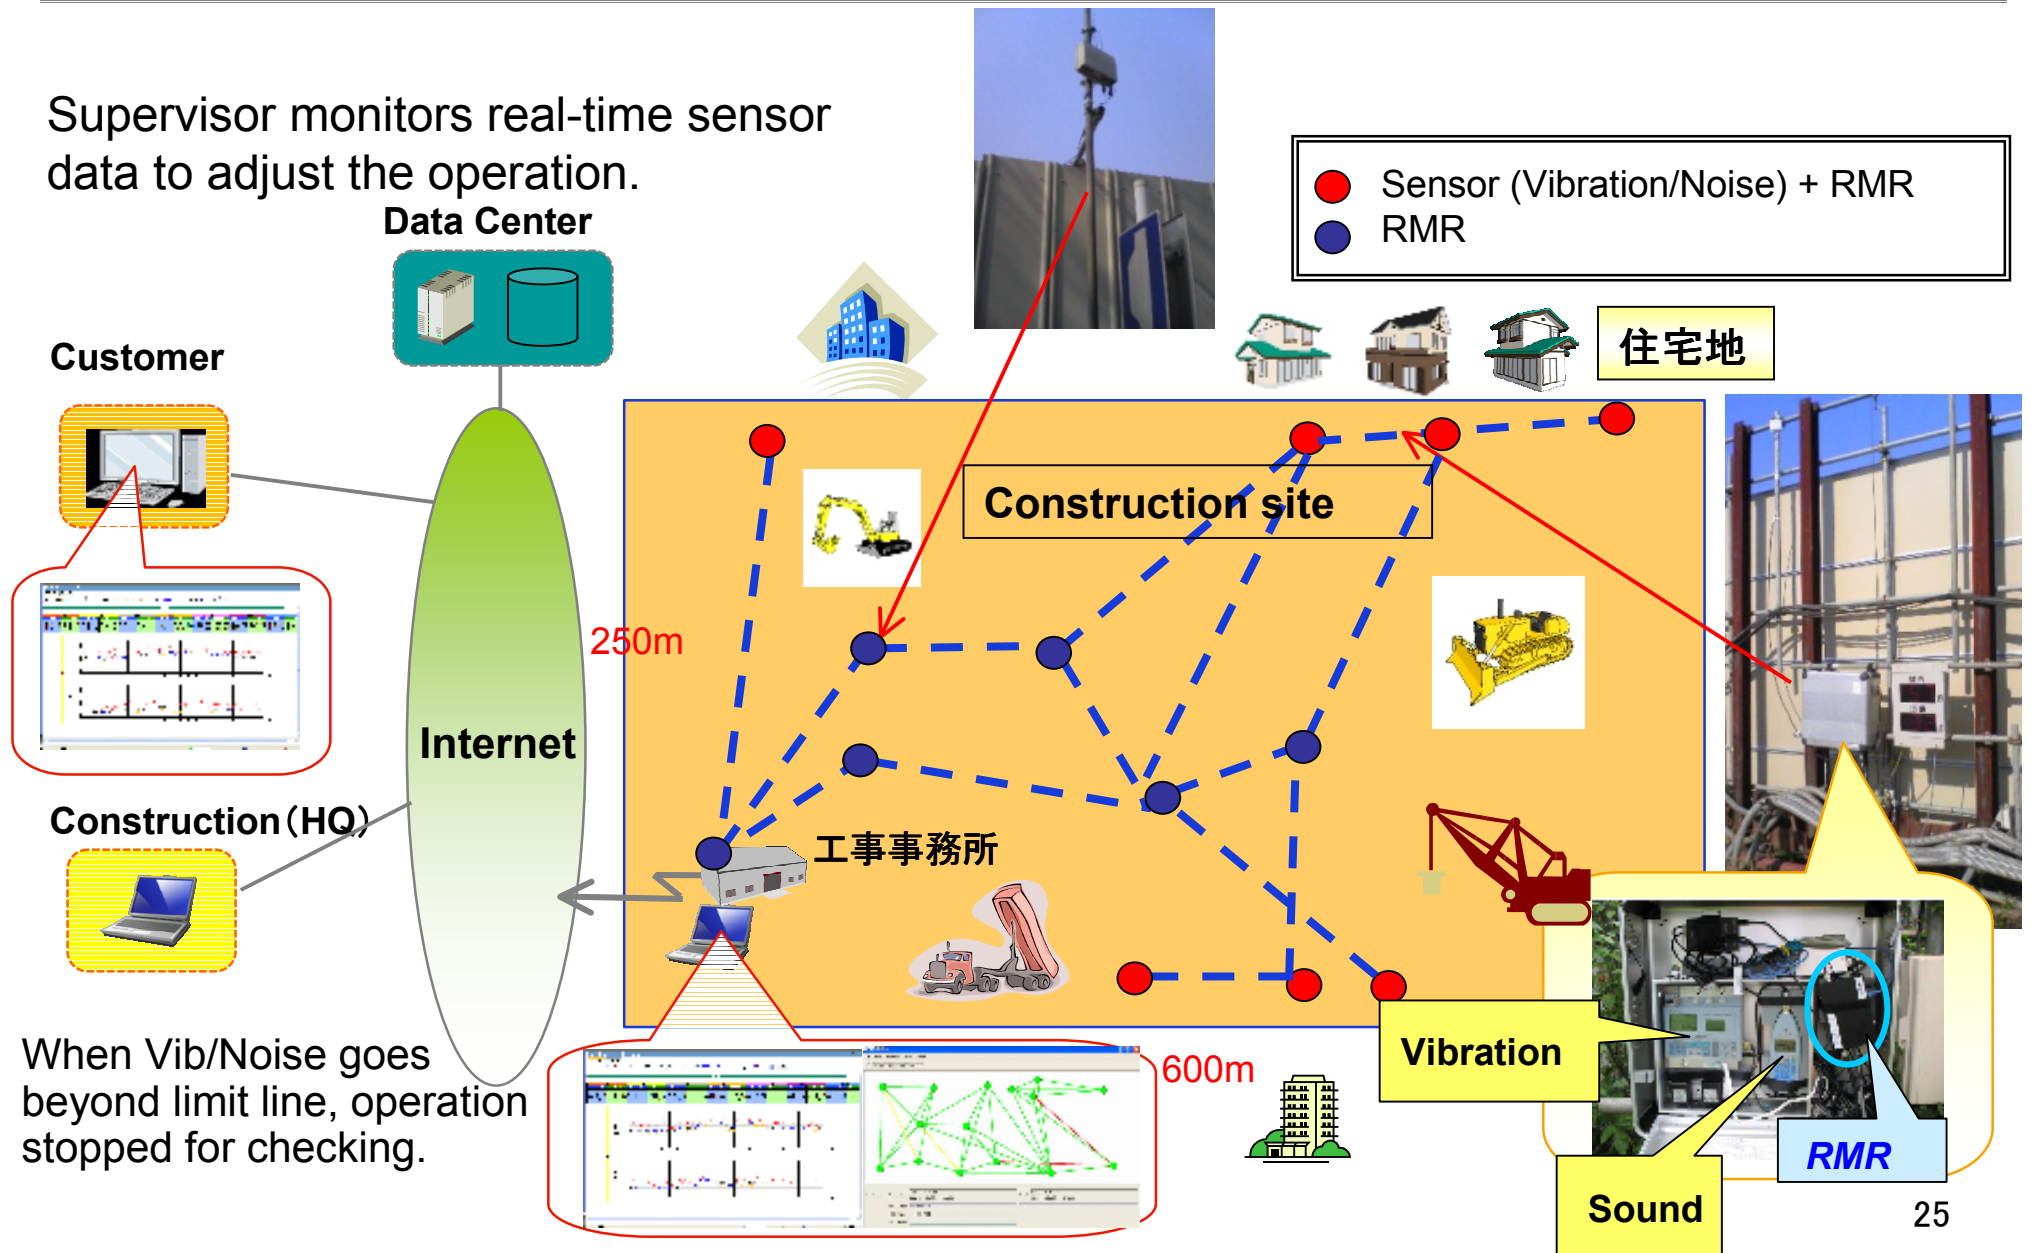 Supervisor monitors real-time sensor
data to adjust the operation.
Data Center
Sensor (Vibration/Noise) + RMR
RMR
住宅地
Customer
Construction site
250m
Internet
Construction（HQ）
工事事務所
When Vib/Noise goes
beyond limit line, operation
stopped for checking.
600m
Vibration
RMR
Sound
25